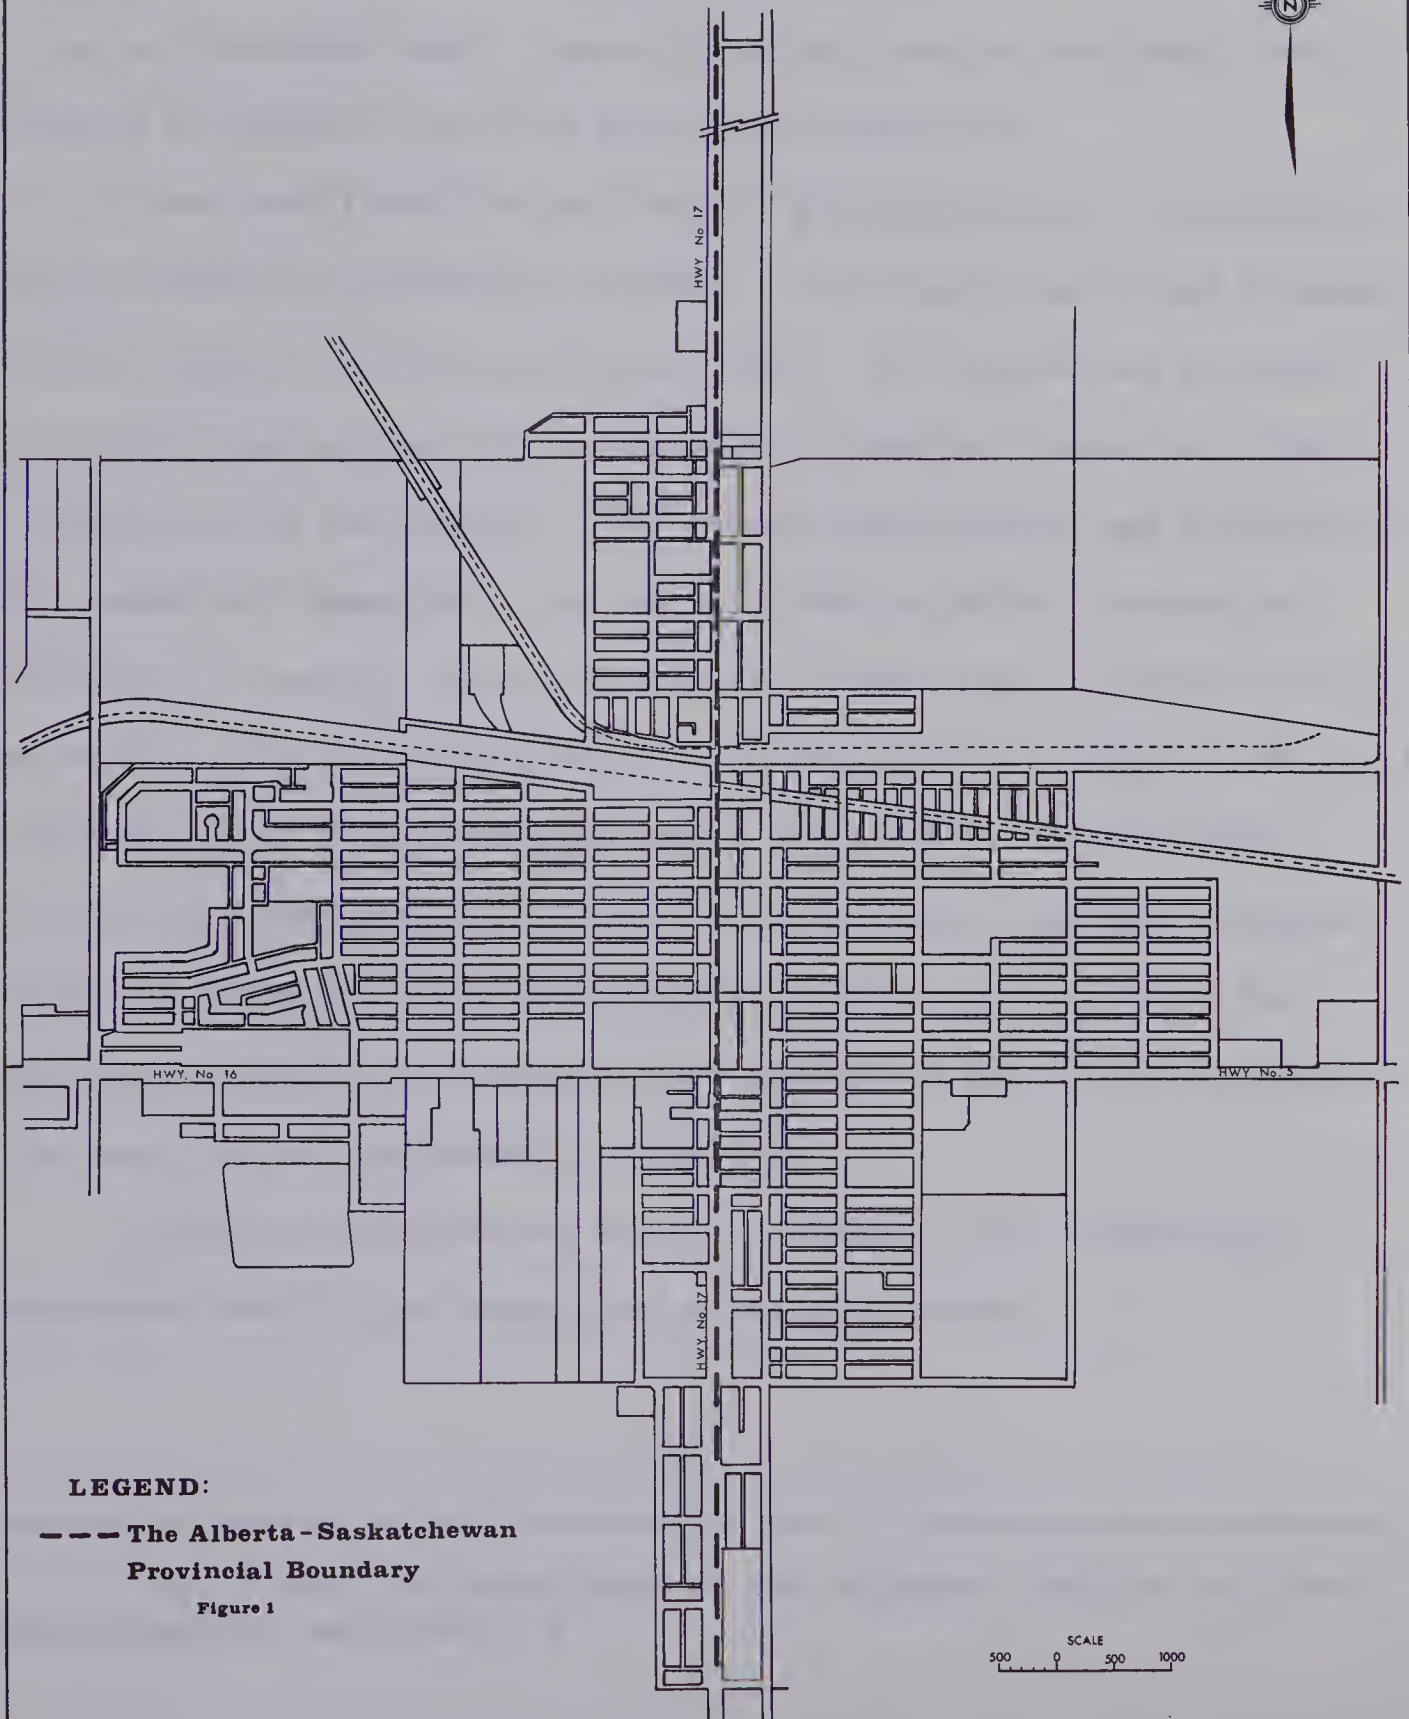 N
HWY No 17
HWY. No 16
HWY No. 5
HWY. No. 17
LEGEND:
The Alberta-Saskatchewan
Provincial Boundary
Figure 1
SCALE
500 0 500 1000